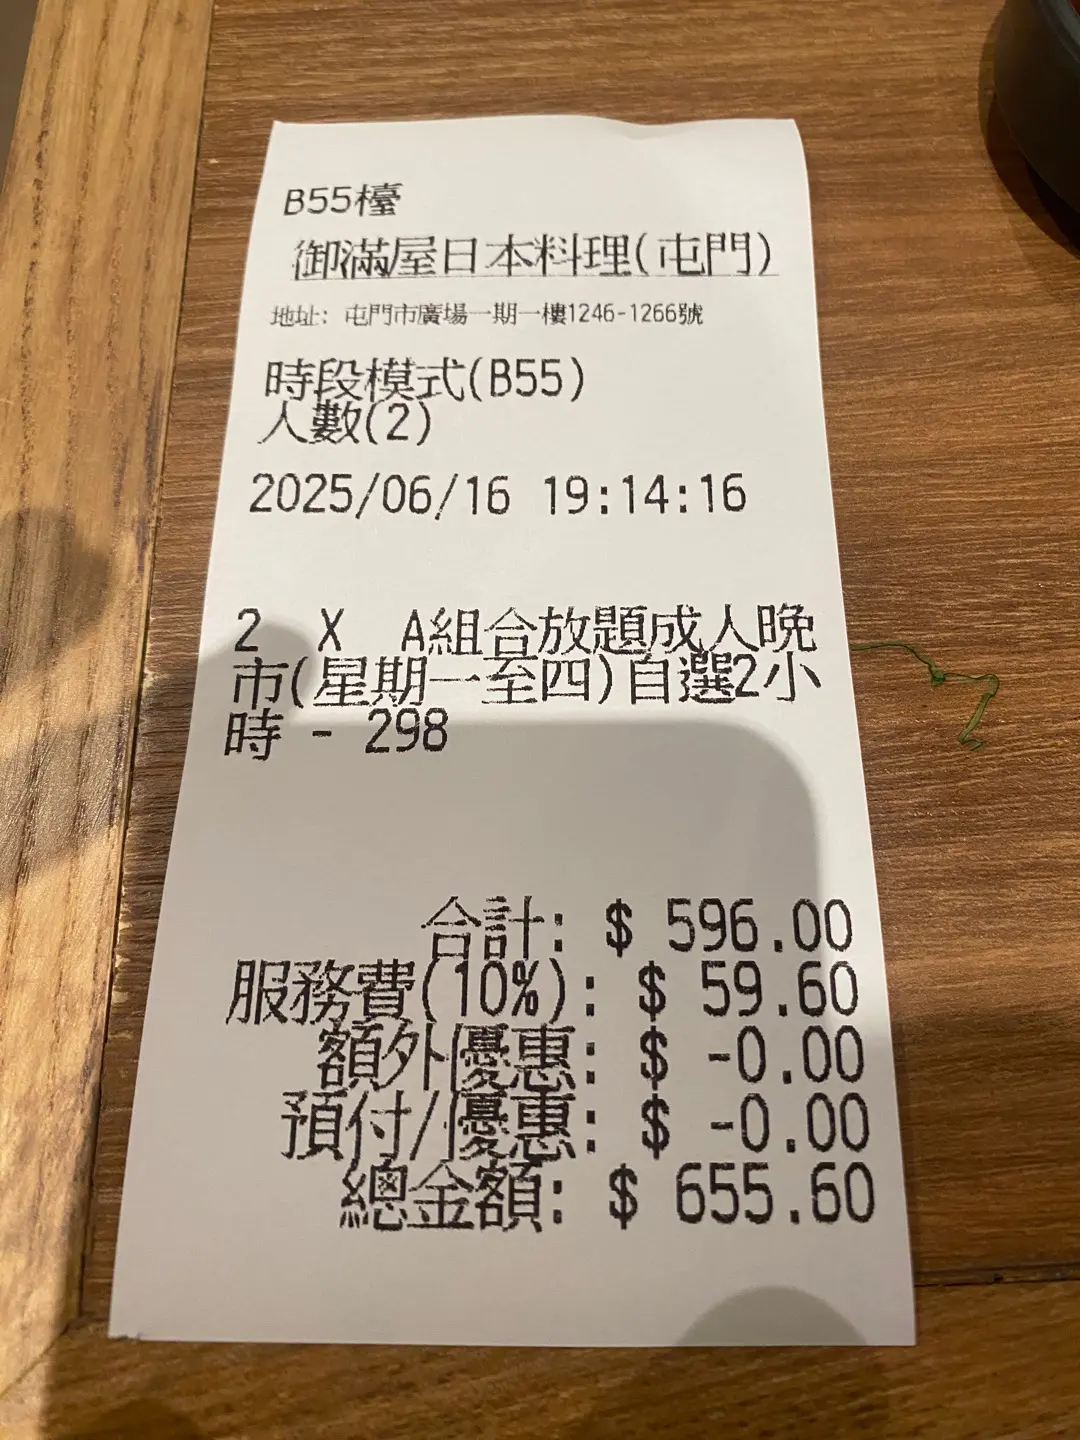 B55檯
御滿屋日本料理(屯門)
地址: 屯門市廣場一期一樓1246-1266號
時段模式(B55)
人數(2)
2025/06/16 19:14:16
2 X A組合放題成人晚
市(星期一至四)自選2小
時 - 298
合計: $ 596.00
服務費(10%): $ 59.60
額外優惠: $ -0.00
預付/優惠: $ -0.00
總金額: $ 655.60